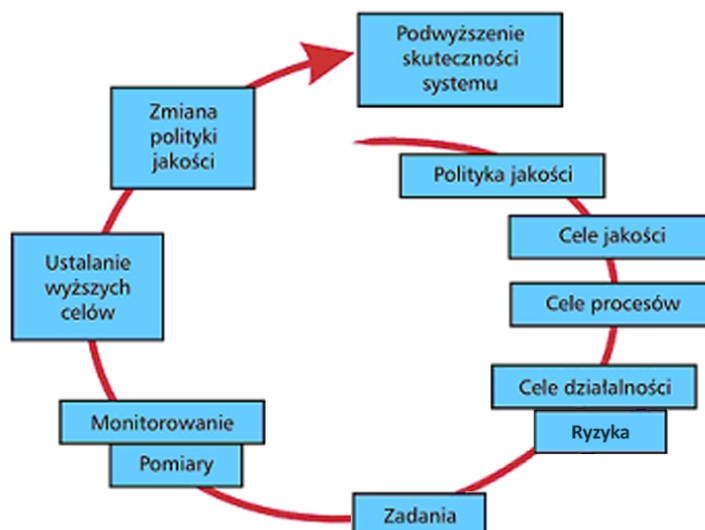 Podwyższenie
skuteczności
systemu
Zmiana
polityki
jakości
Polityka jakości
Cele jakości
Ustalanie
wyższych
celów
Cele procesów
Cele działalności
Ryzyka
Monitorowanie
Pomiary
Zadania